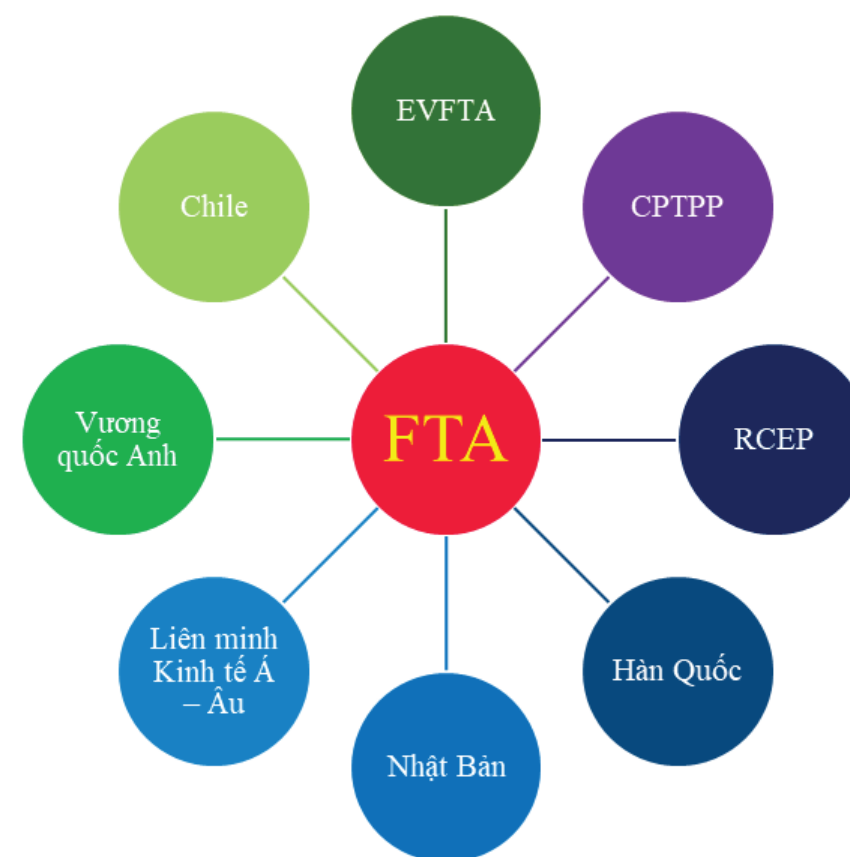 EVFTA
CPTPP
RCEP
Hàn Quốc
Nhật Bản
Liên minh
Kinh tế Á
– Âu
Vương
quốc Anh
Chile
FTA